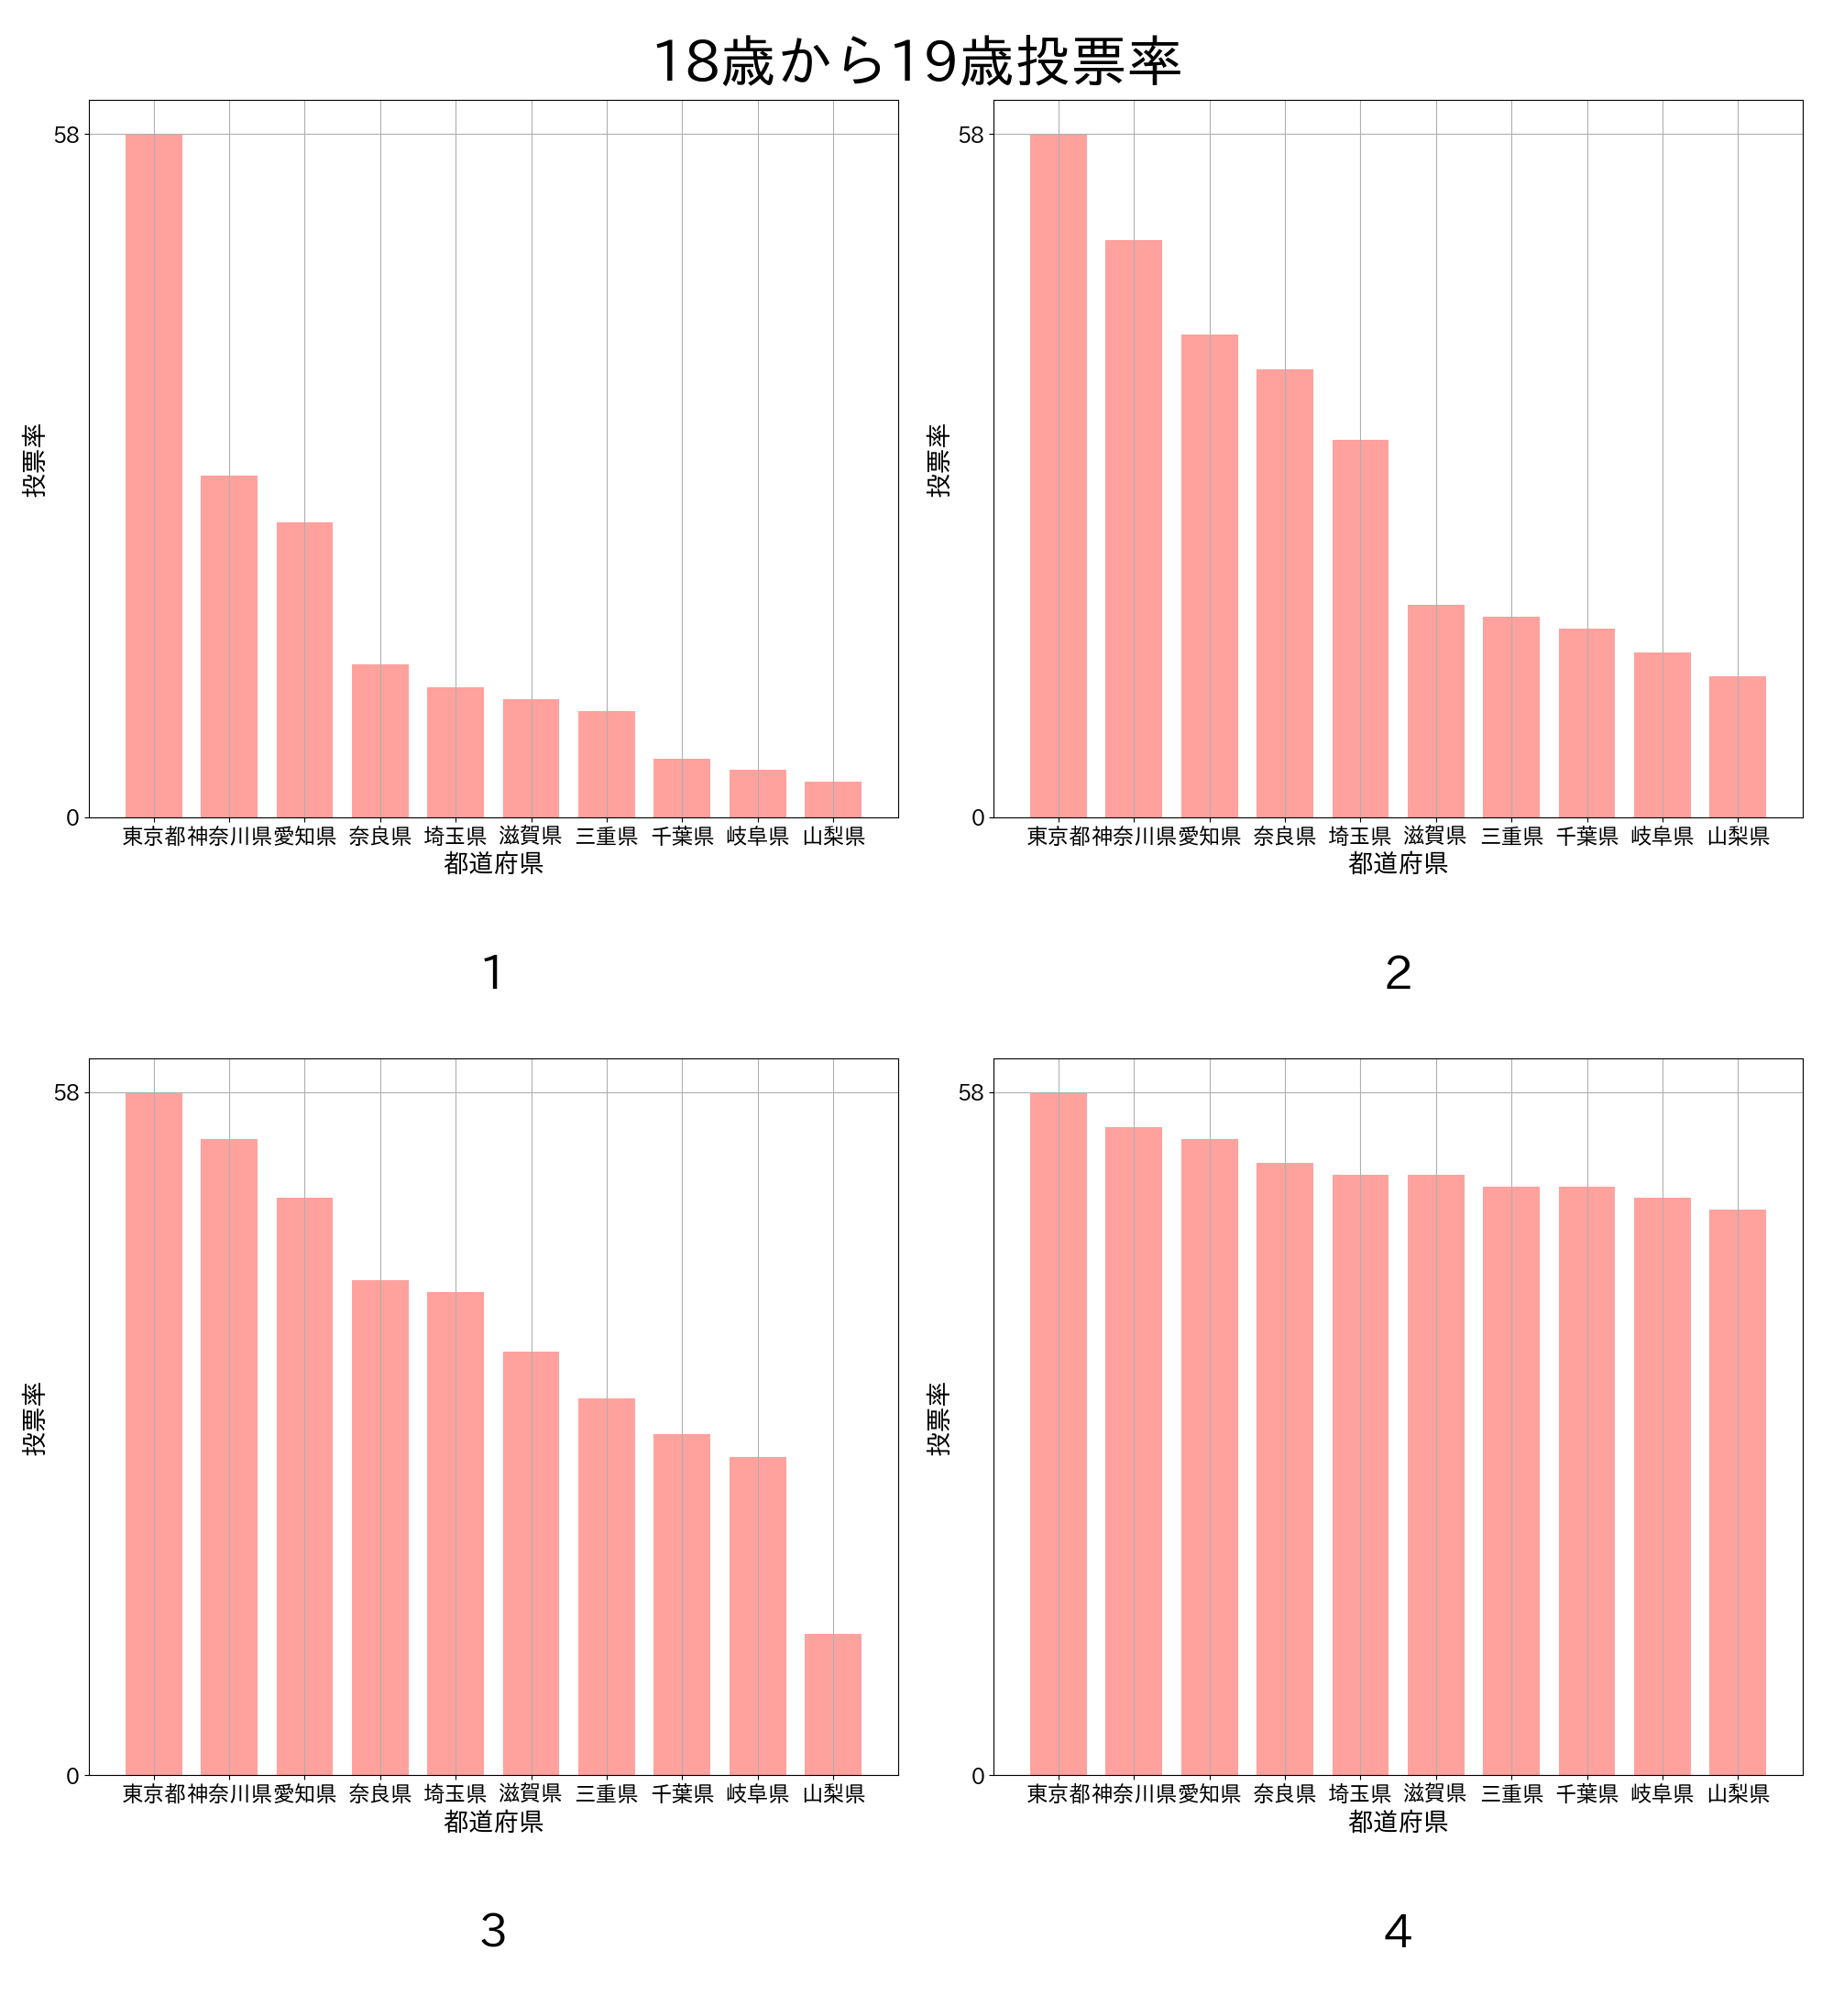 18歳から19歳投票率
58
0
投票率
東京都 神奈川県 愛知県 奈良県 埼玉県 滋賀県 三重県 千葉県 岐阜県 山梨県
都道府県
1
58
0
投票率
東京都 神奈川県 愛知県 奈良県 埼玉県 滋賀県 三重県 千葉県 岐阜県 山梨県
都道府県
2
58
0
投票率
東京都 神奈川県 愛知県 奈良県 埼玉県 滋賀県 三重県 千葉県 岐阜県 山梨県
都道府県
3
58
0
投票率
東京都 神奈川県 愛知県 奈良県 埼玉県 滋賀県 三重県 千葉県 岐阜県 山梨県
都道府県
4